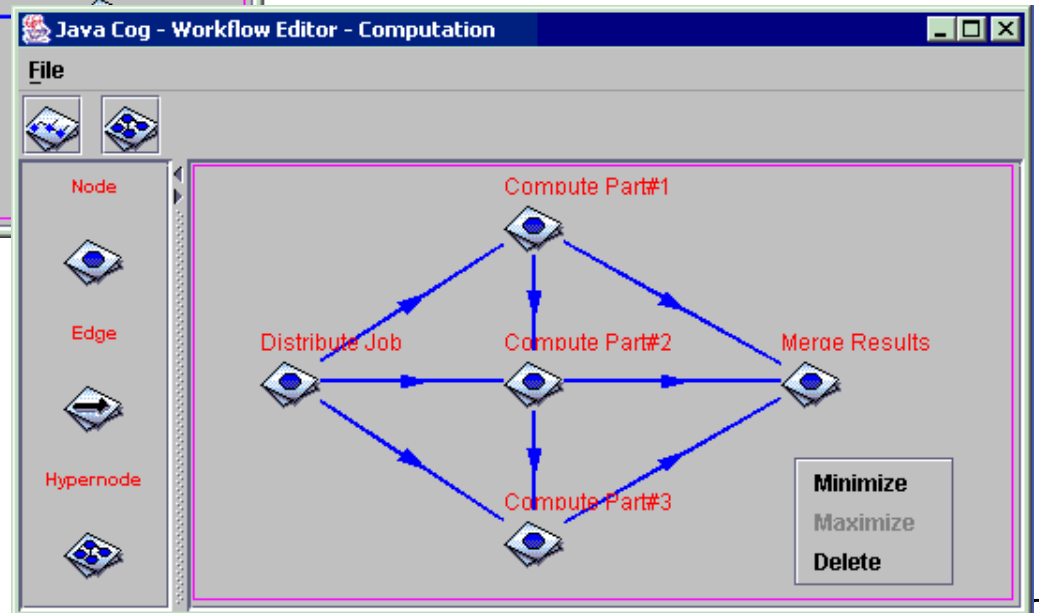 Java Cog - Workflow Editor - Computation
File
Node
Edge
Hypernode
Compute Part#1
Distribute Job
Compute Part#2
Merge Results
Compute Part#3
Minimize
Maximize
Delete